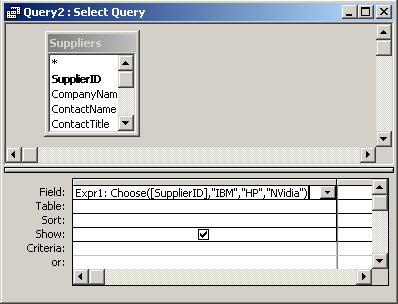 Query2 : Select Query
Suppliers
*
SupplierID
CompanyNam
ContactName
ContactTitle
Field: Expr1: Choose([SupplierID],"IBM","HP","NVidia")
Table:
Sort:
Show:
Criteria:
or: